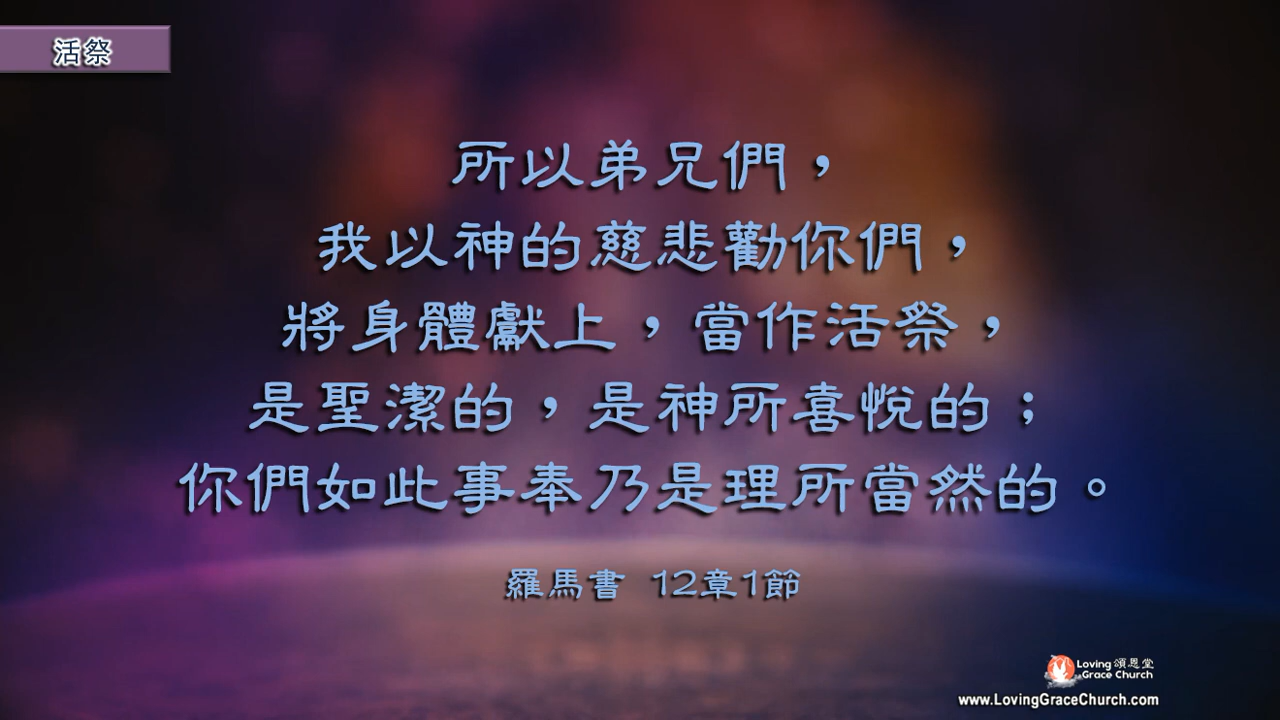 活祭
所以弟兄們，
我以神的慈悲勸你們，
將身體獻上，當作活祭，
是聖潔的，是神所喜悅的；
你們如此事奉乃是理所當然的。
羅馬書 12章1節
Loving 頌恩堂
Grace Church
www.LovingGraceChurch.com